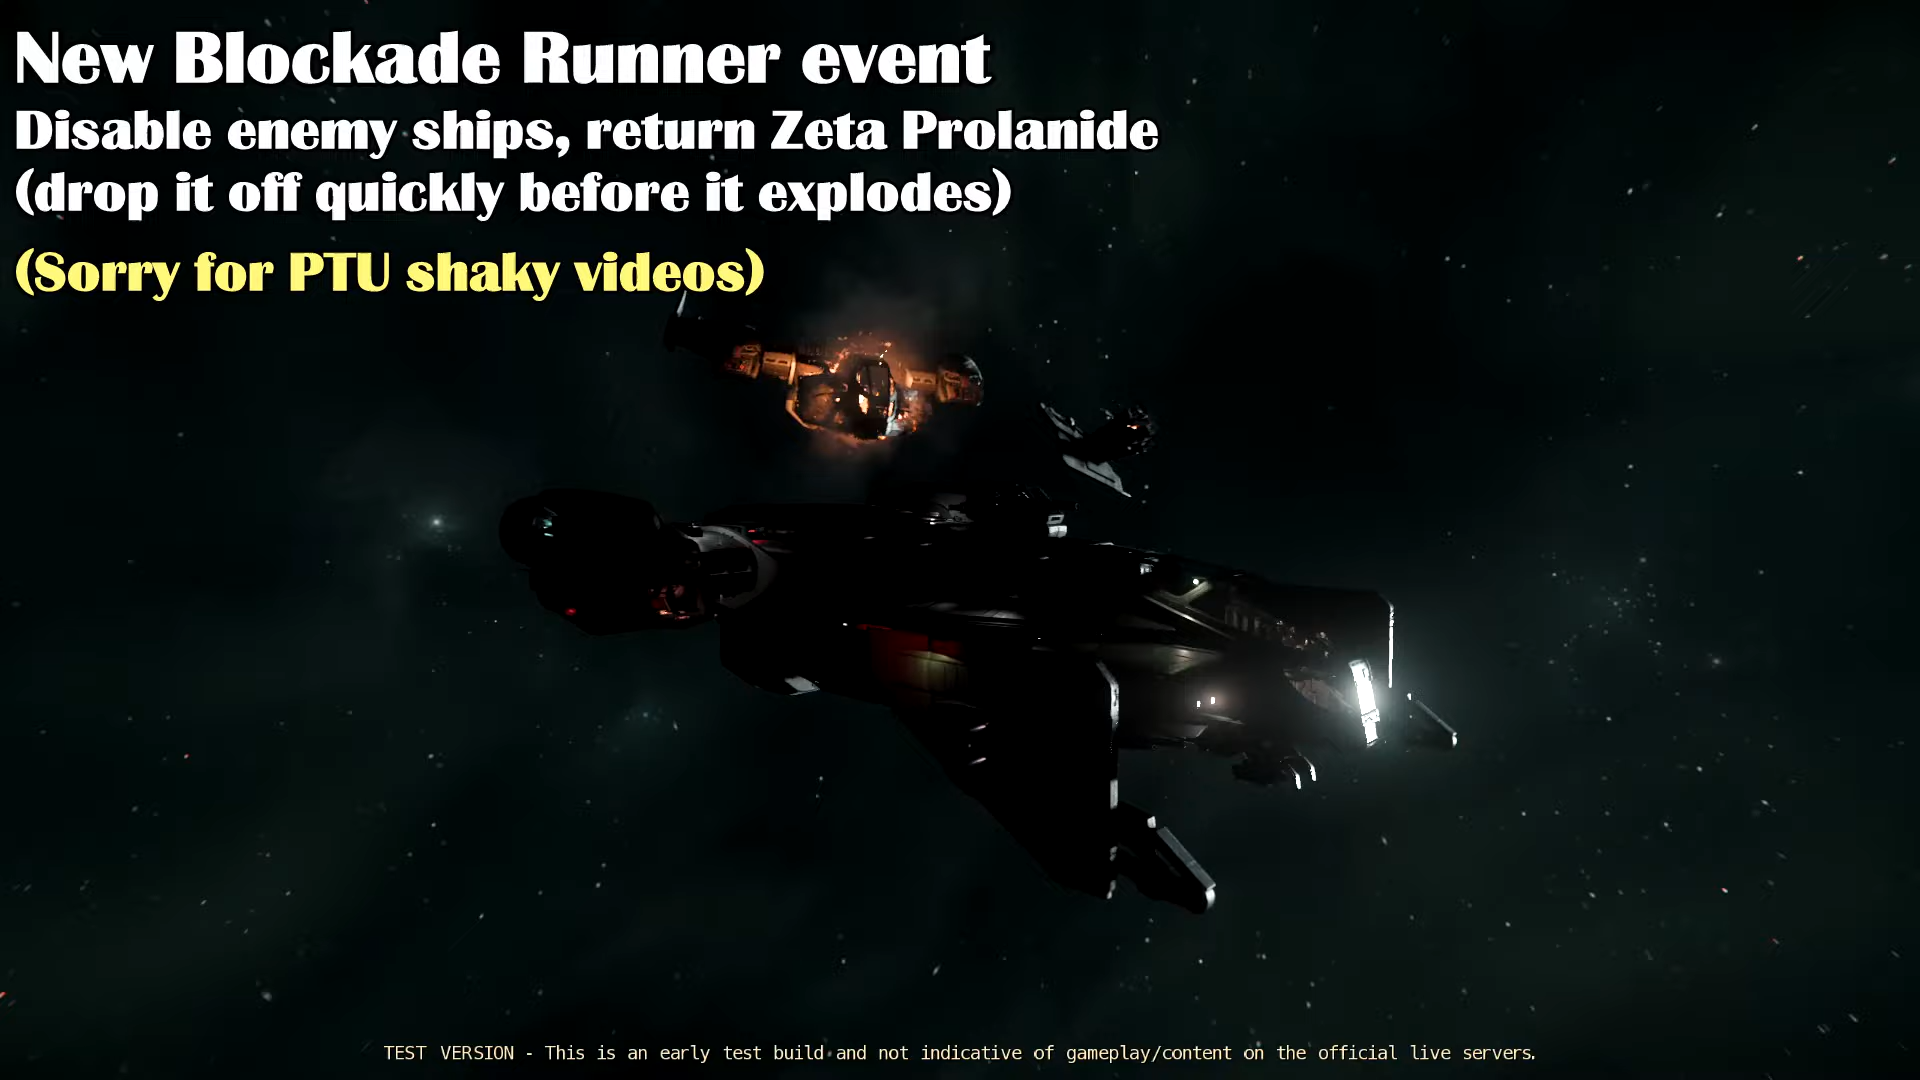 New Blockade Runner event
Disable enemy ships, return Zeta Prolanide
(drop it off quickly before it explodes)
(Sorry for PTU shaky videos)
TEST VERSION - This is an early test build and not indicative of gameplay/content on the official live servers.